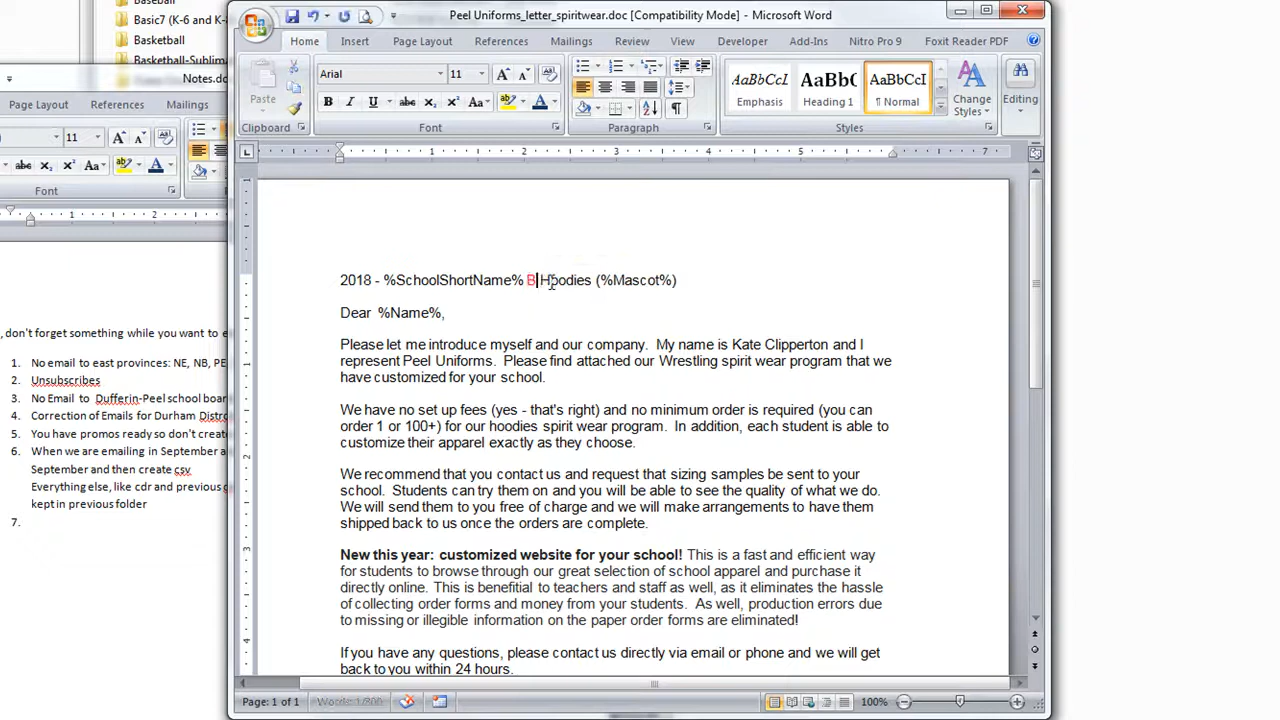 Basic7 (K-6 and K-
Basketball
Basketball-Sublima
Peel Uniforms_letter_spiritwear.doc [Compatibility Mode] - Microsoft Word
Home Insert Page Layout References Mailings Review View Developer Add-Ins Nitro Pro 9 Foxit Reader PDF
Notes.do
Page Layout References Mailings
11
Font
Paste
Clipboard
Arial 11
Font
Paragraph
AaBbCcI AaBbC AaBbCcI
Emphasis Heading 1 ¶ Normal
Change Styles
Styles
Editing
2018 - %SchoolShortName% B Hoodies (%Mascot%)
Dear %Name%,
Please let me introduce myself and our company. My name is Kate Clipperton and I
represent Peel Uniforms. Please find attached our Wrestling spirit wear program that we
have customized for your school.
We have no set up fees (yes - that's right) and no minimum order is required (you can
order 1 or 100+) for our hoodies spirit wear program. In addition, each student is able to
customize their apparel exactly as they choose.
We recommend that you contact us and request that sizing samples be sent to your
school. Students can try them on and you will be able to see the quality of what we do.
We will send them to you free of charge and we will make arrangements to have them
shipped back to us once the orders are complete.
New this year: customized website for your school! This is a fast and efficient way
for students to browse through our great selection of school apparel and purchase it
directly online. This is benefitial to teachers and staff as well, as it eliminates the hassle
of collecting order forms and money from your students. As well, production errors due
to missing or illegible information on the paper order forms are eliminated!
If you have any questions, please contact us directly via email or phone and we will get
back to you within 24 hours.
, don't forget something while you want to e
1. No email to east provinces: NE, NB, PE
2. Unsubscribes
3. No Email to Dufferin-Peel school boar
4. Correction of Emails for Durham Distro
5. You have promos ready so don't create
6. When we are emailing in September a
September and then create csv
Everything else, like cdr and previous g
kept in previous folder
7.
Page: 1 of 1 Words: 1/300 100%